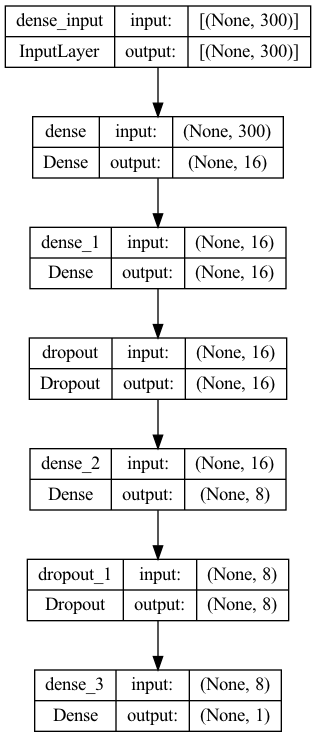 dense_input input: [(None, 300)]
InputLayer output: [(None, 300)]
dense input: (None, 300)
Dense output: (None, 16)
dense_1 input: (None, 16)
Dense output: (None, 16)
dropout input: (None, 16)
Dropout output: (None, 16)
dense_2 input: (None, 16)
Dense output: (None, 8)
dropout_1 input: (None, 8)
Dropout output: (None, 8)
dense_3 input: (None, 8)
Dense output: (None, 1)